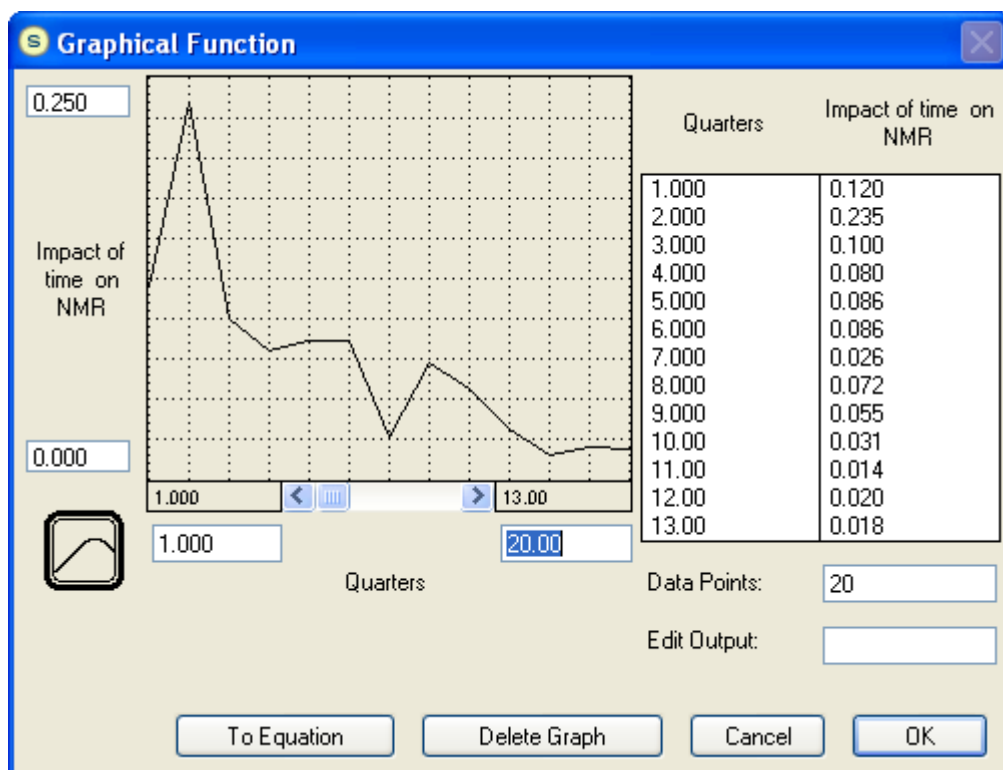 Graphical Function
0.250
Impact of
time on
NMR
0.000
1.000 13.00
1.000 20.00
Quarters
Quarters Impact of time on
NMR
1.000 0.120
2.000 0.235
3.000 0.100
4.000 0.080
5.000 0.086
6.000 0.086
7.000 0.026
8.000 0.072
9.000 0.055
10.00 0.031
11.00 0.014
12.00 0.020
13.00 0.018
Data Points: 20
Edit Output:
To Equation Delete Graph Cancel OK